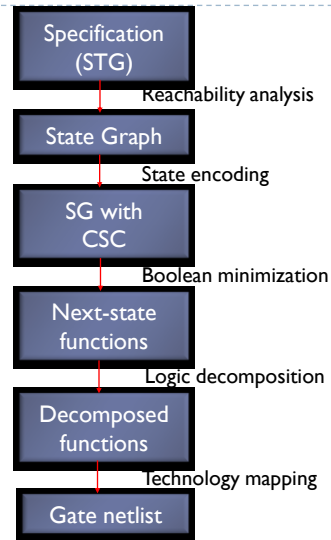 Specification
(STG)
Reachability analysis
State Graph
State encoding
SG with
CSC
Boolean minimization
Next-state
functions
Logic decomposition
Decomposed
functions
Technology mapping
Gate netlist